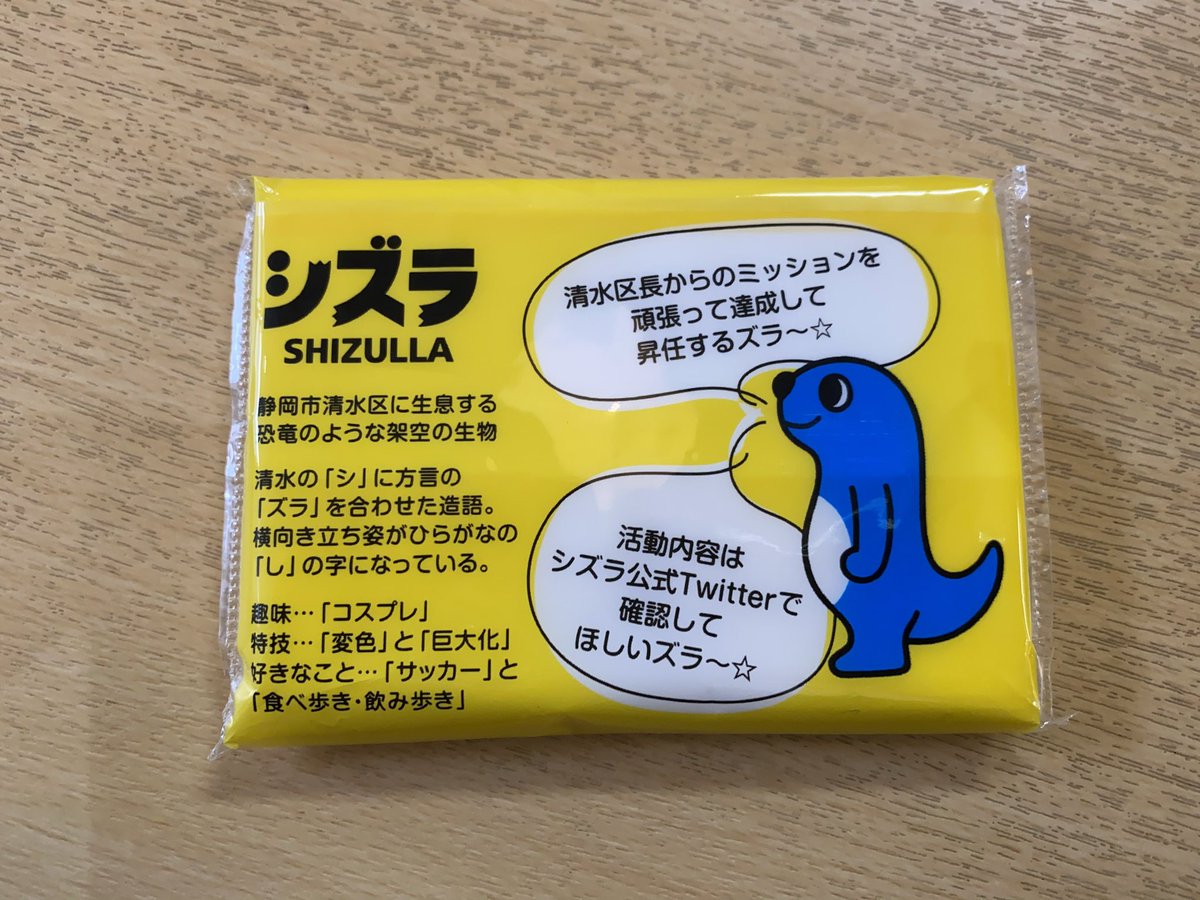 シズラ
SHIZULLA
静岡市清水区に生息する
恐竜のような架空の生物
清水の「シ」に方言の
「ズラ」を合わせた造語。
横向き立ち姿がひらがなの
「し」の字になっている。
趣味…「コスプレ」
特技…「変色」と「巨大化」
好きなこと…「サッカー」と
「食べ歩き・飲み歩き」
清水区長からのミッションを
頑張って達成して
昇任するズラ～☆
活動内容は
シズラ公式Twitterで
確認して
ほしいズラ～☆